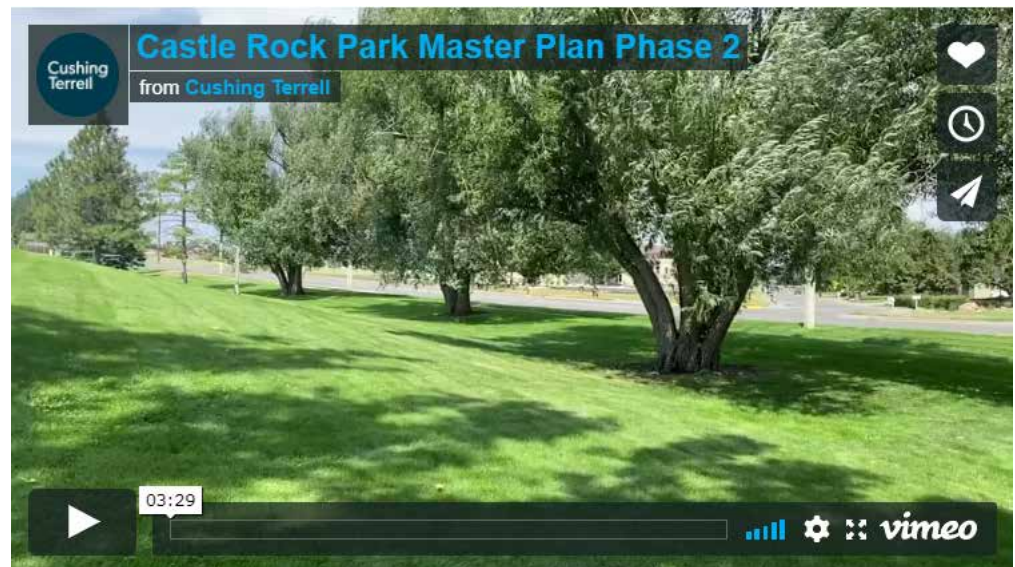 Cushing
Terrell
Castle Rock Park Master Plan Phase 2
from Cushing Terrell
03:29
vimeo